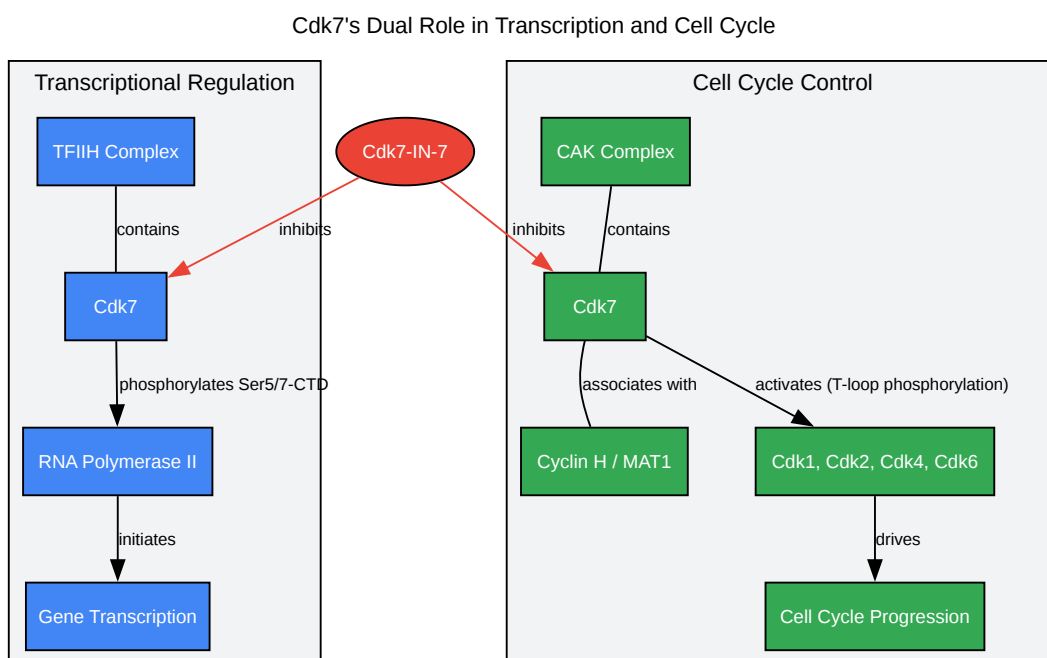 Cdk7's Dual Role in Transcription and Cell Cycle
Transcriptional Regulation
Cell Cycle Control
TFIIH Complex
Cdk7-IN-7
CAK Complex
contains
inhibits
inhibits
contains
Cdk7
Cdk7
phosphorylates Ser5/7-CTD
associates with
activates (T-loop phosphorylation)
RNA Polymerase II
Cyclin H / MAT1
Cdk1, Cdk2, Cdk4, Cdk6
initiates
drives
Gene Transcription
Cell Cycle Progression